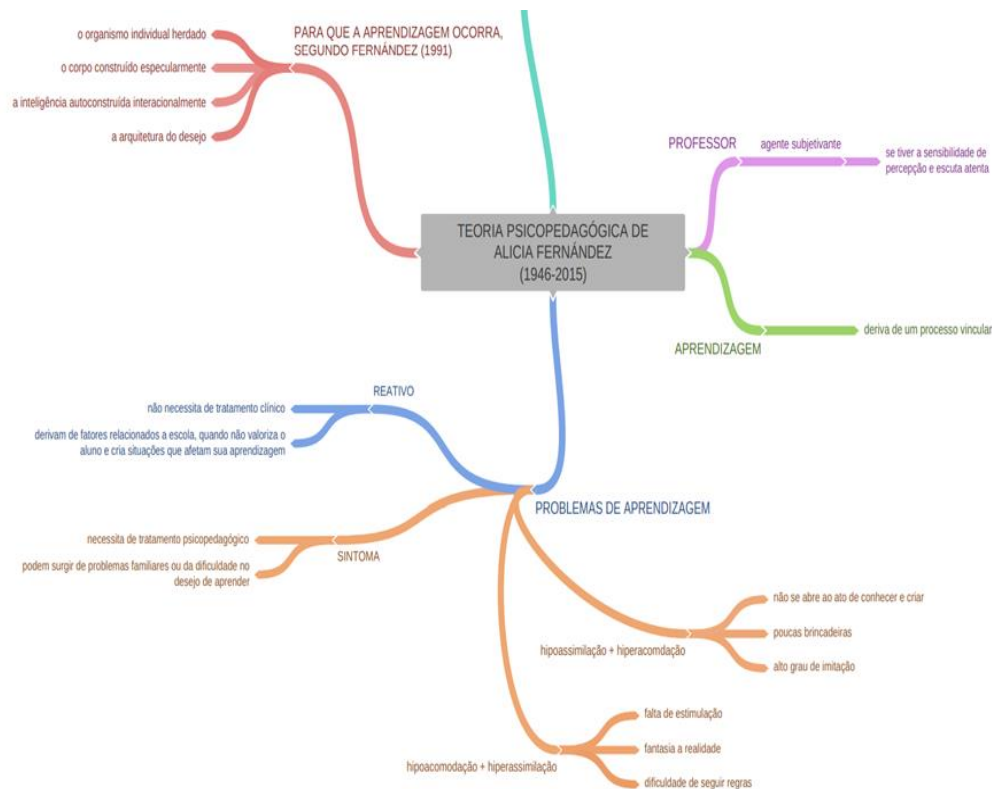 o organismo individual herdado
o corpo construído especularmente
a inteligência autoconstruída interacionalmente
a arquitetura do desejo
PARA QUE A APRENDIZAGEM OCORRA,
SEGUNDO FERNÁNDEZ (1991)
PROFESSOR
agente subjetivante
se tiver a sensibilidade de
percepção e escuta atenta
TEORIA PSICOPEDAGÓGICA DE
ALICIA FERNÁNDEZ
(1946-2015)
APRENDIZAGEM
deriva de um processo vincular
REATIVO
não necessita de tratamento clínico
derivam de fatores relacionados a escola, quando não valoriza o
aluno e cria situações que afetam sua aprendizagem
PROBLEMAS DE APRENDIZAGEM
necessita de tratamento psicopedagógico
SINTOMA
podem surgir de problemas familiares ou da dificuldade no
desejo de aprender
hipoassimilação + hiperacomdação
não se abre ao ato de conhecer e criar
poucas brincadeiras
alto grau de imitação
hipoacomodação + hiperassimilação
falta de estimulação
fantasia a realidade
dificuldade de seguir regras